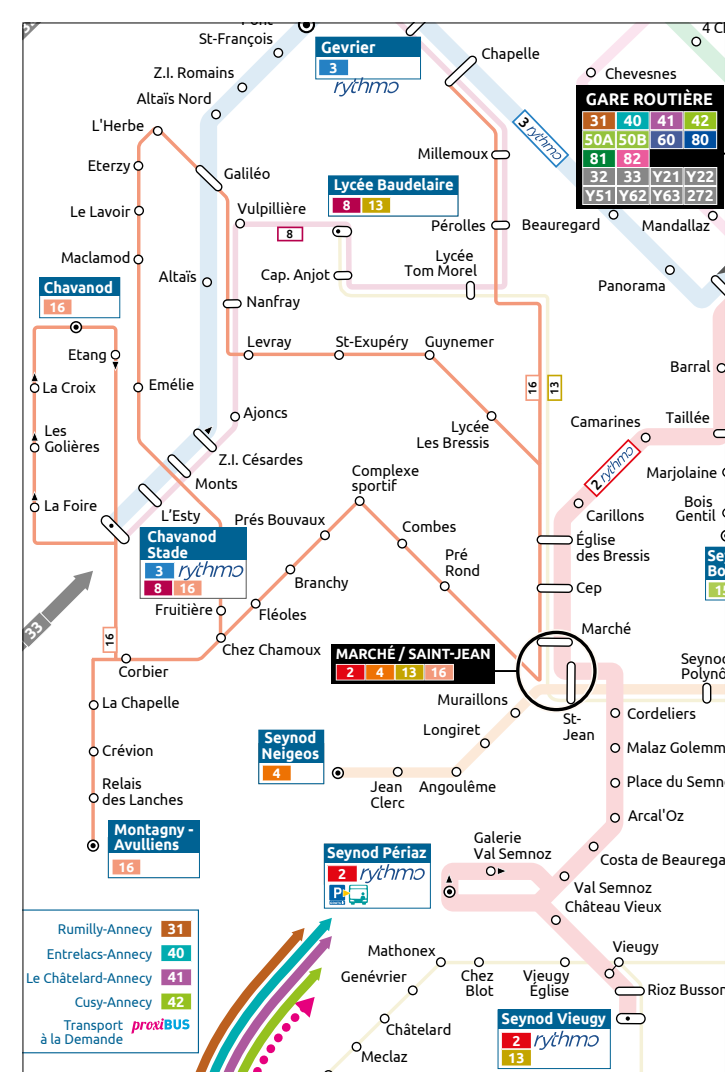 St-François
Gevrier
3
rythmo
Chapelle
4
Z.I. Romains
Chevesnes
Altaïs Nord
GARE ROUTIÈRE
31 40 41 42
50A 50B 60 80
81 82
32 33 Y21 Y22
Y51 Y62 Y63 272
3 rythmo
L'Herbe
Millemoux
Eterzy
Galiléo
Lycée Baudelaire
8 13
Le Lavoir
Vulpillière
8
Pérolles
Beauregard
Mandallaz
Maclamod
Altaïs
Cap. Anjot
Lycée
Tom Morel
Panorama
Chavanod
16
Nanfray
Etang
Levray
St-Exupéry
Guynemer
Barral
La Croix
Emélie
16
13
Ajoncs
Lycée
Les Bressis
Camarines
Taillée
Les
Golières
Z.I. Césardes
2 rythmo
Monts
Complexe
sportif
Marjolaine
La Foire
L'Esty
Carillons
Bois
Gentil
Prés Bouvaux
Combes
Chavanod
Stade
3 rythmo
8 16
Église
des Bressis
Pré
Rond
Branchy
Cep
33
Fruitière
Fléoles
16
Chez Chamoux
Marché
MARCHÉ / SAINT-JEAN
2 4 13 16
Corbier
La Chapelle
Muraillons
St-
Jean
Cordeliers
Longiret
Seynod
Neigeos
4
Crévion
Malaz
Jean
Clerc
Angoulême
Relais
des Lanches
Place du
Arcal'Oz
Montagny -
Avulliens
16
Galerie
Val Semnoz
Seynod Périaz
2 rythmo
P
Costa de
Val Semnoz
Château Vieux
Rumilly-Annecy 31
Entrelacs-Annecy 40
Le Châtelard-Annecy 41
Cusy-Annecy 42
Transport
à la Demande
proxiBUS
Mathonex
Vieugy
Genévrier
Chez
Blot
Vieugy
Église
Rioz
Châtelard
Seynod Vieugy
2 rythmo
13
Meclaz